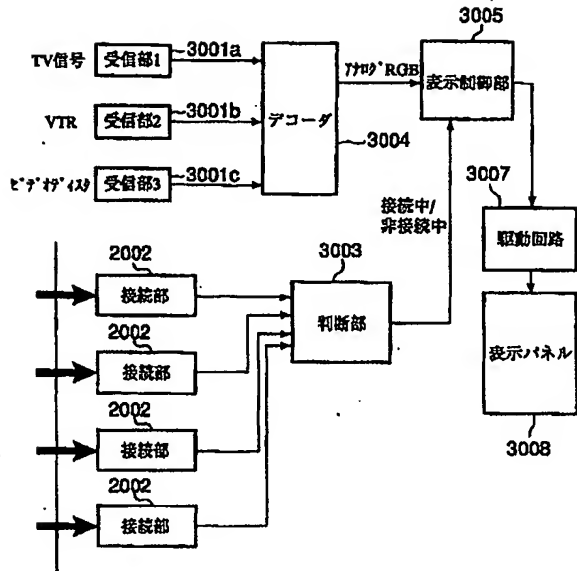 3005
TV信号
受信部1
3001a
アナログRGB
表示制御部
VTR
受信部2
3001b
デコーダ
3004
ビデオディスク
受信部3
3001c
接続中/
非接続中
3007
駆動回路
2002
接続部
3003
判断部
2002
接続部
表示パネル
2002
接続部
3008
2002
接続部